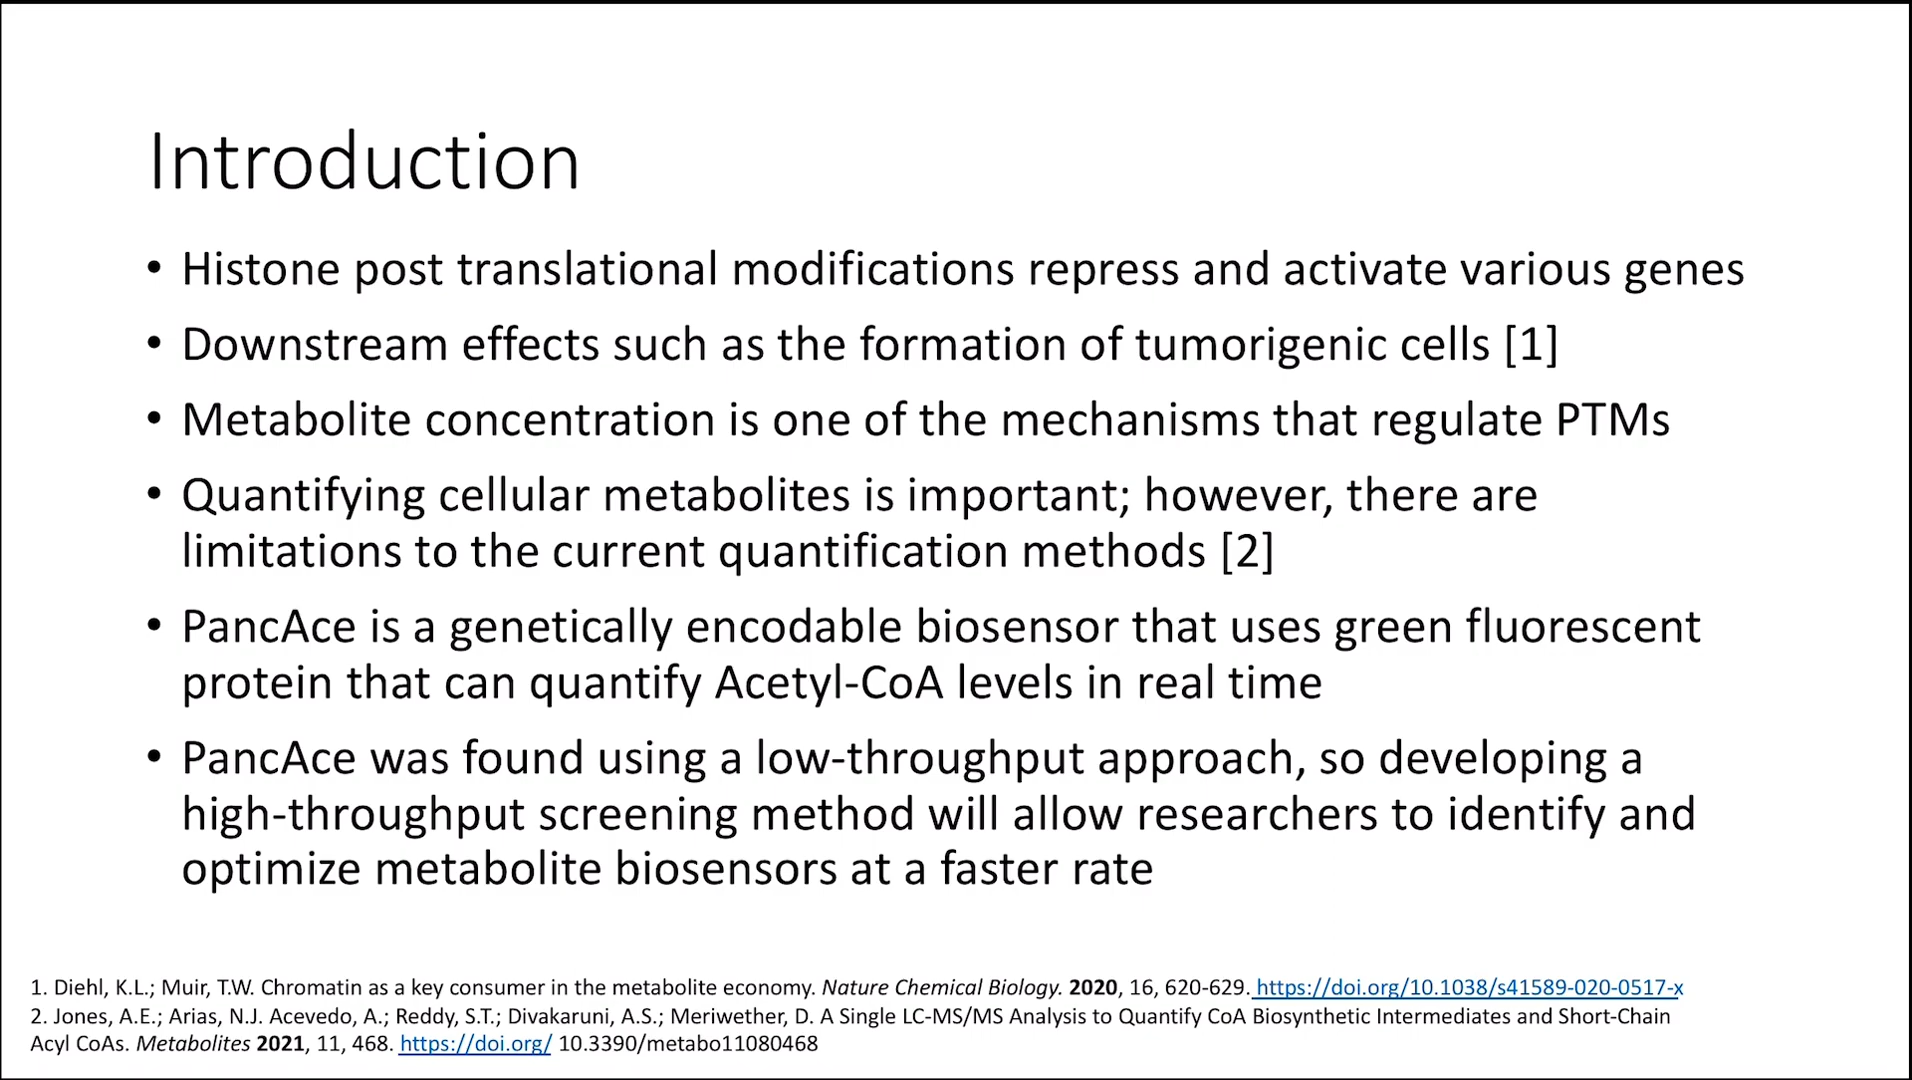 Introduction
• Histone post translational modifications repress and activate various genes
• Downstream effects such as the formation of tumorigenic cells [1]
• Metabolite concentration is one of the mechanisms that regulate PTMs
• Quantifying cellular metabolites is important; however, there are
limitations to the current quantification methods [2]
• PancAce is a genetically encodable biosensor that uses green fluorescent
protein that can quantify Acetyl-CoA levels in real time
• PancAce was found using a low-throughput approach, so developing a
high-throughput screening method will allow researchers to identify and
optimize metabolite biosensors at a faster rate
1. Diehl, K.L.; Muir, T.W. Chromatin as a key consumer in the metabolite economy. Nature Chemical Biology. 2020, 16, 620-629. https://doi.org/10.1038/s41589-020-0517-x
2. Jones, A.E.; Arias, N.J. Acevedo, A.; Reddy, S.T.; Divakaruni, A.S.; Meriwether, D. A Single LC-MS/MS Analysis to Quantify CoA Biosynthetic Intermediates and Short-Chain
Acyl CoAs. Metabolites 2021, 11, 468. https://doi.org/ 10.3390/metabo11080468